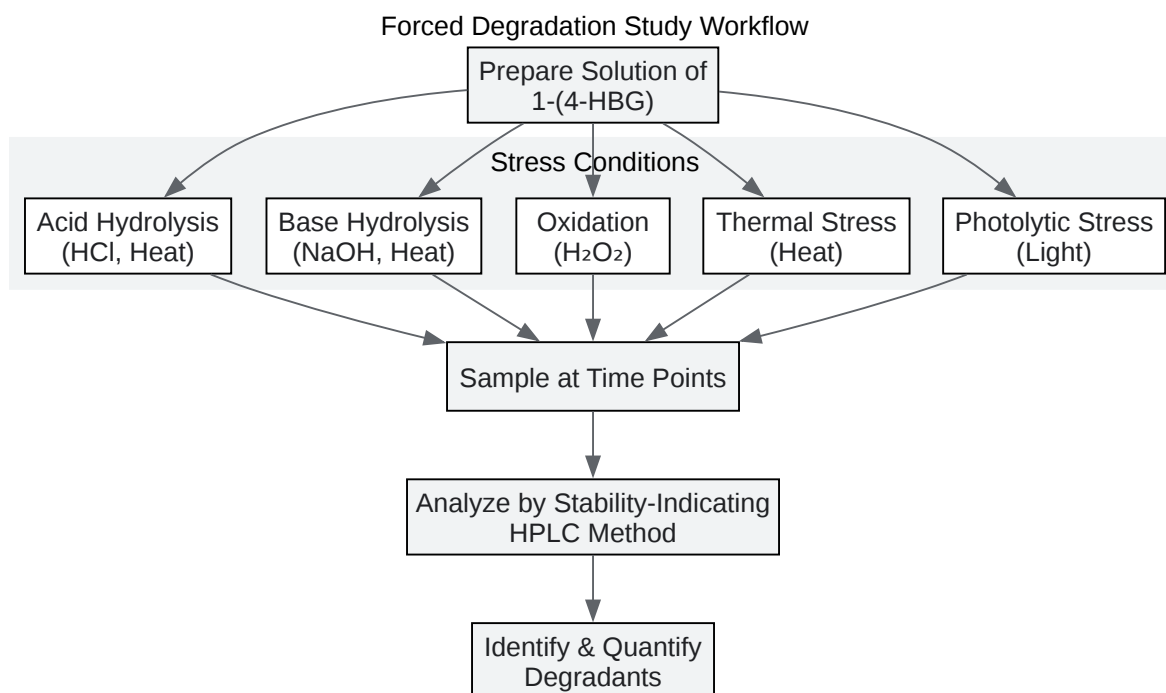 Forced Degradation Study Workflow
Prepare Solution of
1-(4-HBG)
Stress Conditions
Acid Hydrolysis
(HCl, Heat)
Base Hydrolysis
(NaOH, Heat)
Oxidation
(H₂O₂)
Thermal Stress
(Heat)
Photolytic Stress
(Light)
Sample at Time Points
Analyze by Stability-Indicating
HPLC Method
Identify & Quantify
Degradants